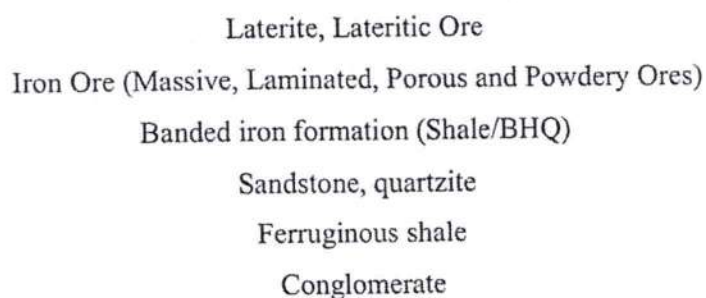 Laterite, Lateritic Ore
Iron Ore (Massive, Laminated, Porous and Powdery Ores)
Banded iron formation (Shale/BHQ)
Sandstone, quartzite
Ferruginous shale
Conglomerate